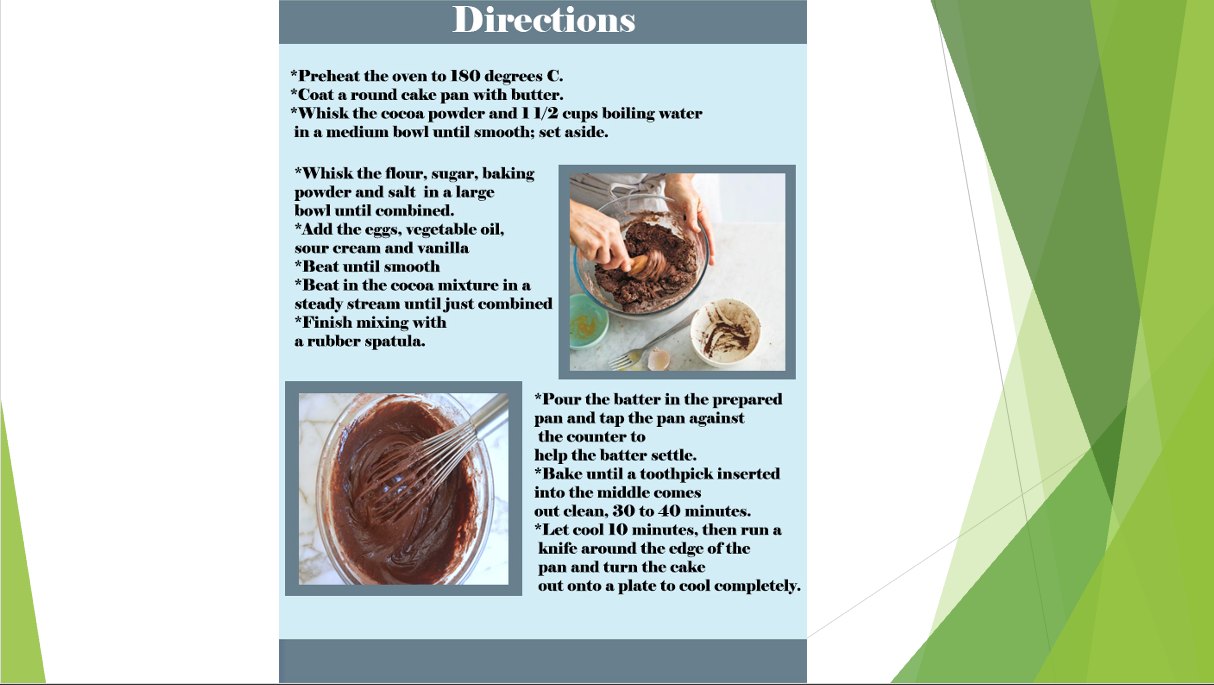 Directions
*Preheat the oven to 180 degrees C.
*Coat a round cake pan with butter.
*Whisk the cocoa powder and 1 1/2 cups boiling water
in a medium bowl until smooth; set aside.
*Whisk the flour, sugar, baking
powder and salt in a large
bowl until combined.
*Add the eggs, vegetable oil,
sour cream and vanilla
*Beat until smooth
*Beat in the cocoa mixture in a
steady stream until just combined
*Finish mixing with
a rubber spatula.
*Pour the batter in the prepared
pan and tap the pan against
the counter to
help the batter settle.
*Bake until a toothpick inserted
into the middle comes
out clean, 30 to 40 minutes.
*Let cool 10 minutes, then run a
knife around the edge of the
pan and turn the cake
out onto a plate to cool completely.